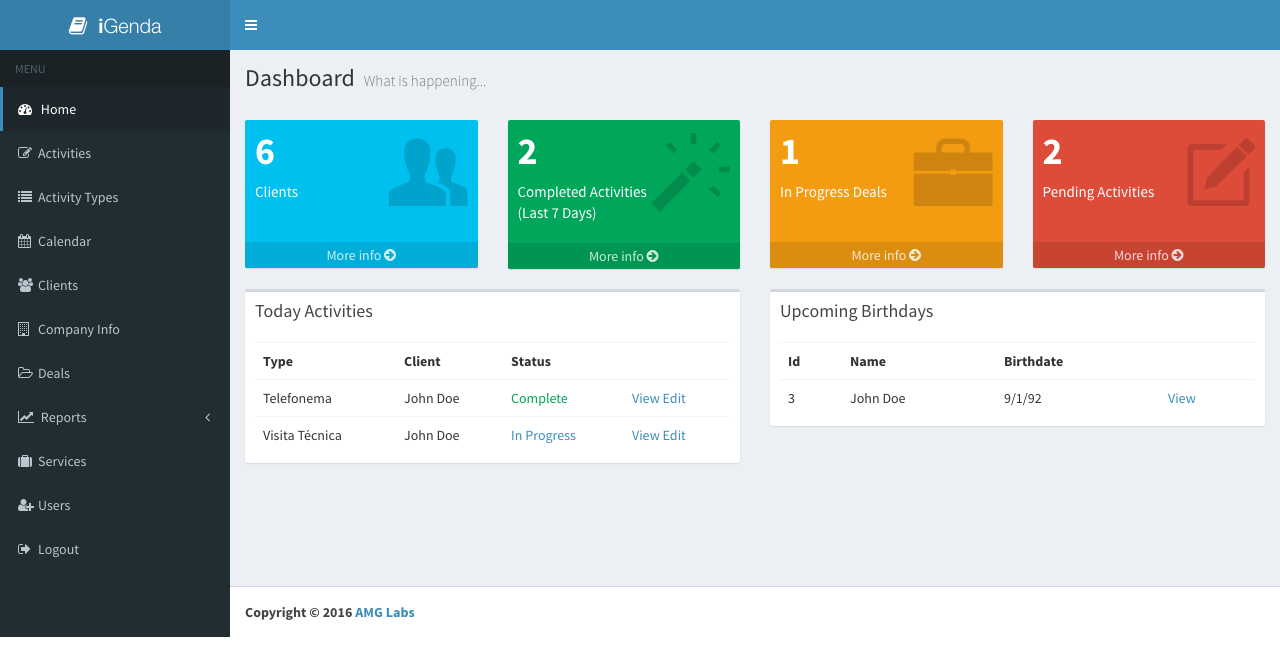 iGenda
MENU
Home
Activities
Activity Types
Calendar
Clients
Company Info
Deals
Reports
Services
Users
Logout
Dashboard What is happening...
6
Clients
More info
2
Completed Activities
(Last 7 Days)
More info
1
In Progress Deals
More info
2
Pending Activities
More info
Today Activities
Type Client Status
Telefonema John Doe Complete View Edit
Visita Técnica John Doe In Progress View Edit
Upcoming Birthdays
Id Name Birthdate
3 John Doe 9/1/92 View
Copyright © 2016 AMG Labs